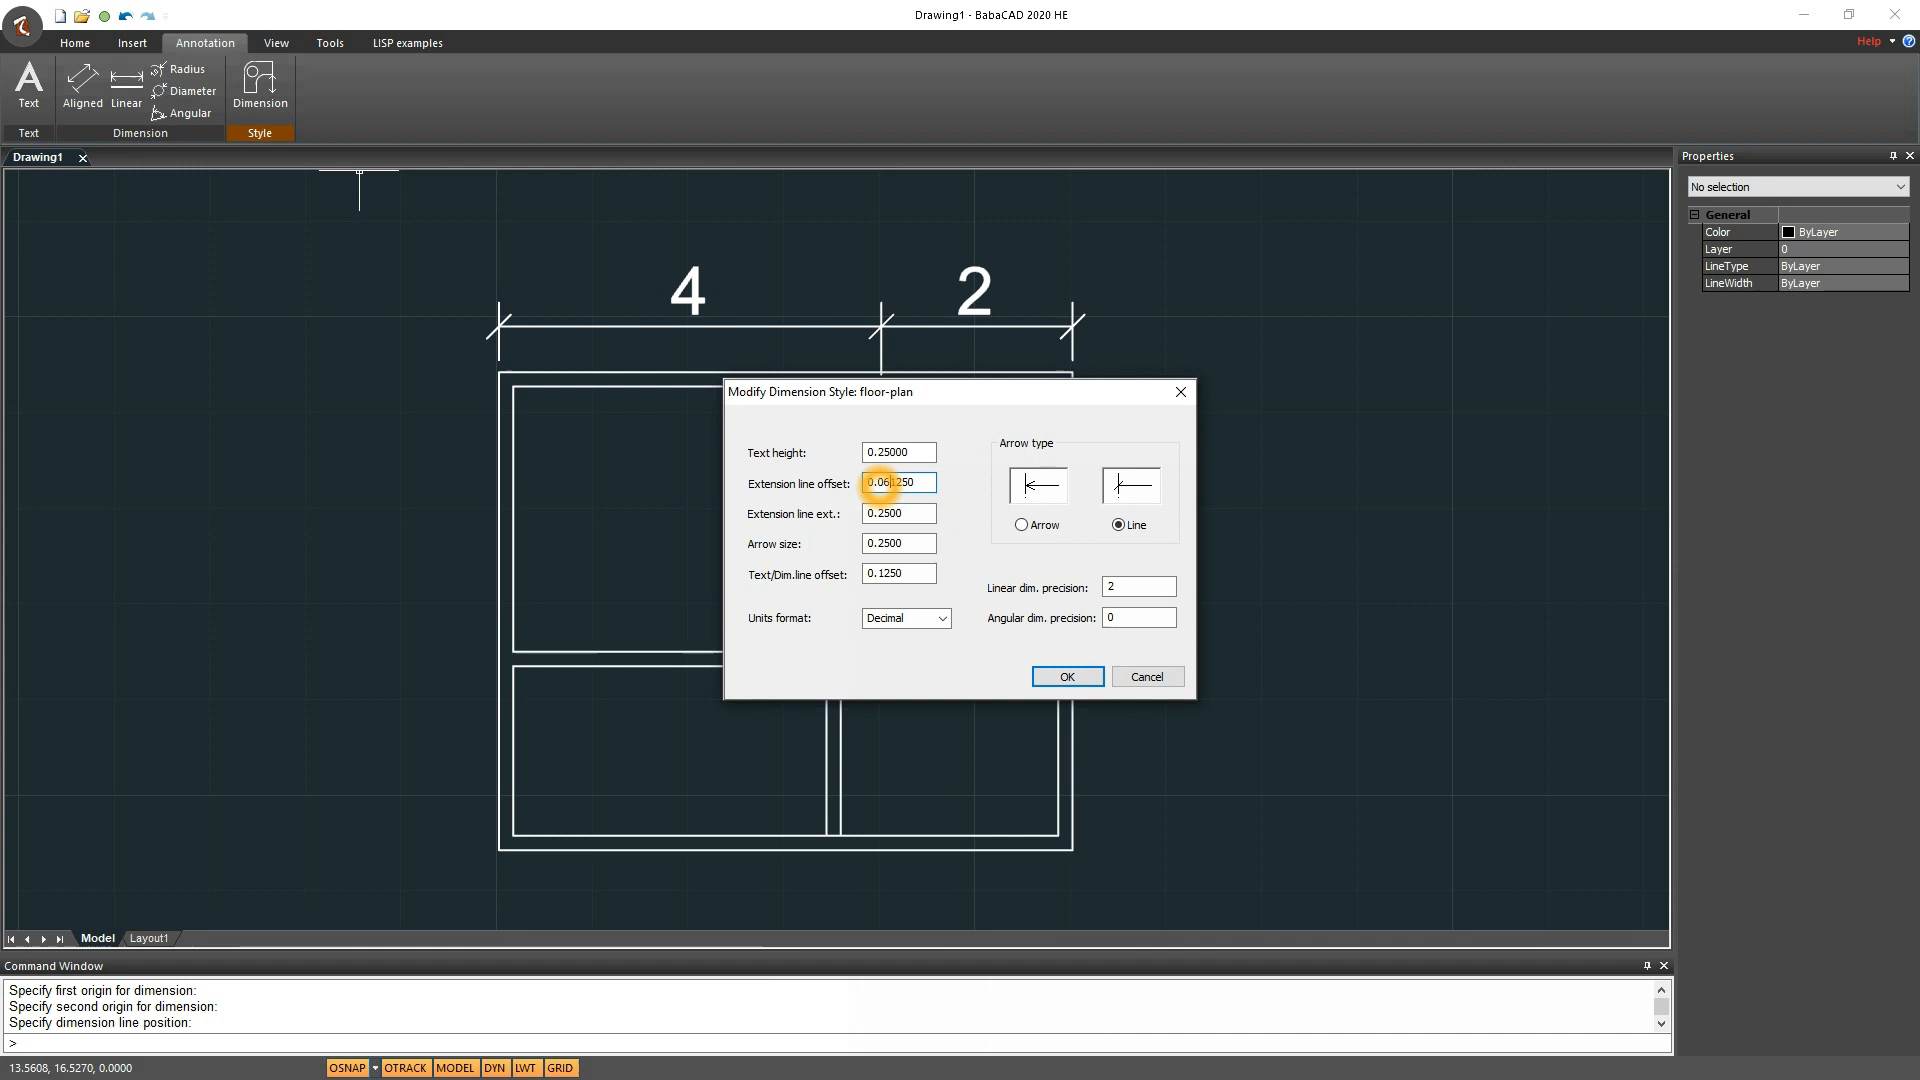 Drawing1 - BabaCAD 2020 HE
Home Insert Annotation View Tools LISP examples
Help
Text
Aligned
Linear
Radius
Diameter
Angular
Dimension
Text Dimension Style
Drawing1
Properties
No selection
General
Color ByLayer
Layer 0
LineType ByLayer
LineWidth ByLayer
4 2
Modify Dimension Style: floor-plan
Text height: 0.25000
Extension line offset: 0.061250
Extension line ext.: 0.2500
Arrow size: 0.2500
Text/Dim.line offset: 0.1250
Units format: Decimal
Arrow type
Arrow Line
Linear dim. precision: 2
Angular dim. precision: 0
OK Cancel
Model Layout1
Command Window
Specify first origin for dimension:
Specify second origin for dimension:
Specify dimension line position:
>
13.5608, 16.5270, 0.0000
OSNAP OTRACK MODEL DYN LWT GRID